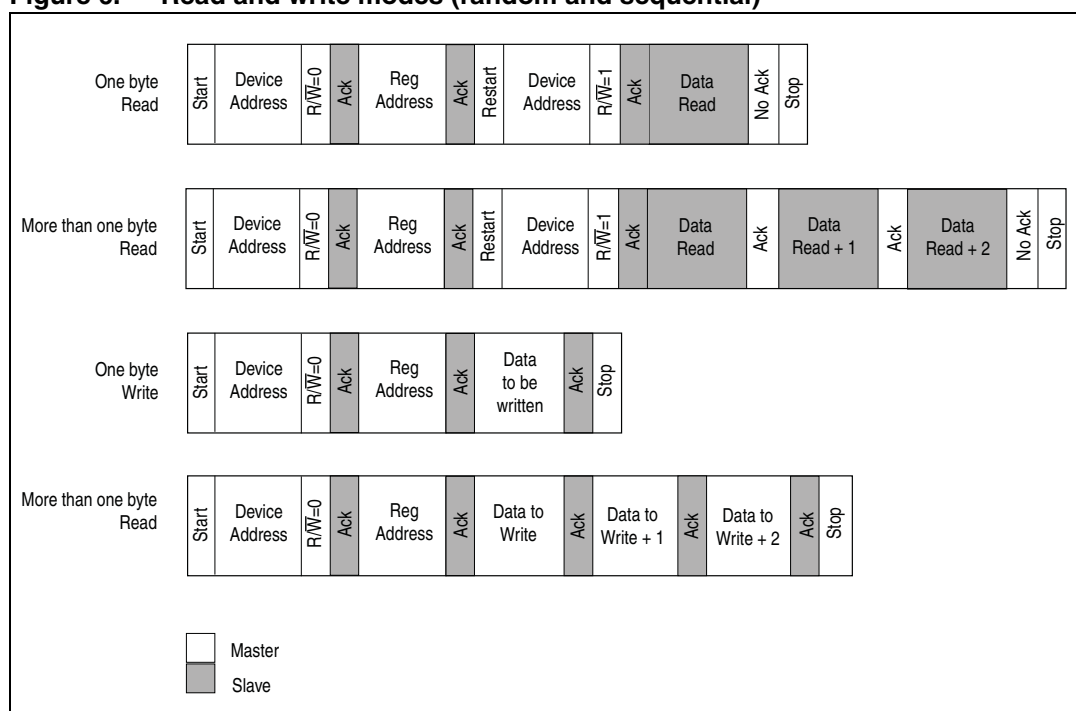 Figure 6. Read and write modes (random and sequential)
One byte
Read
Start
Device
Address
R/W̅=0
Ack
Reg
Address
Ack
Restart
Device
Address
R/W̅=1
Ack
Data
Read
No Ack
Stop
More than one byte
Read
Start
Device
Address
R/W̅=0
Ack
Reg
Address
Ack
Restart
Device
Address
R/W̅=1
Ack
Data
Read
Ack
Data
Read + 1
Ack
Data
Read + 2
No Ack
Stop
One byte
Write
Start
Device
Address
R/W̅=0
Ack
Reg
Address
Ack
Data
to be
written
Ack
Stop
More than one byte
Read
Start
Device
Address
R/W̅=0
Ack
Reg
Address
Ack
Data to
Write
Ack
Data to
Write + 1
Ack
Data to
Write + 2
Ack
Stop
Master
Slave